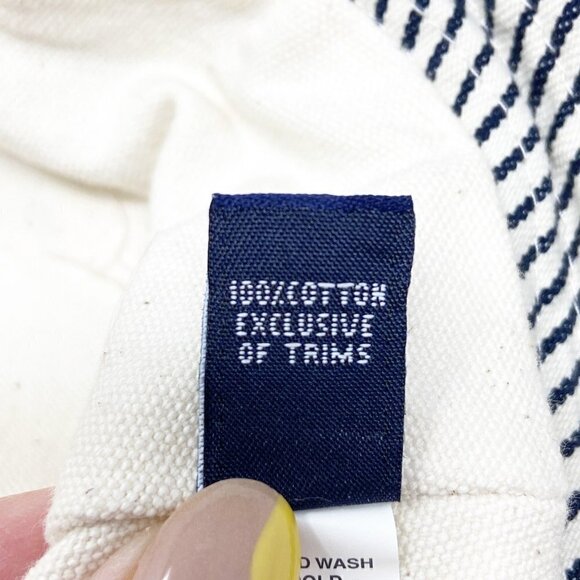 100%COTTON
EXCLUSIVE
OF TRIMS
WASH